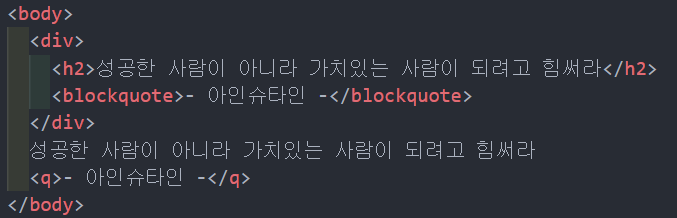 <body>
<div>
<h2>성공한 사람이 아니라 가치있는 사람이 되려고 힘써라</h2>
<blockquote>- 아인슈타인 -</blockquote>
</div>
성공한 사람이 아니라 가치있는 사람이 되려고 힘써라
<q>- 아인슈타인 -</q>
</body>